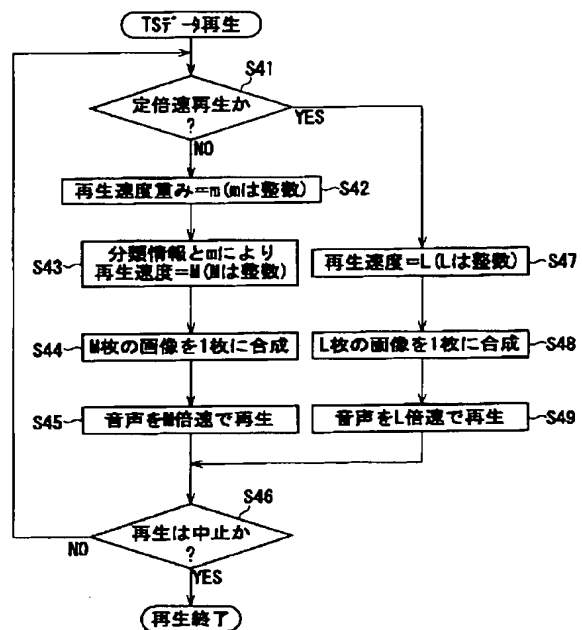 TSデータ再生
S41
定倍速再生か
?
YES
NO
再生速度重み=m(mは整数)
S42
分類情報とmにより
再生速度=M(Mは整数)
S43
再生速度=L(Lは整数)
S47
S44
M枚の画像を1枚に合成
L枚の画像を1枚に合成
S48
S45
音声をM倍速で再生
音声をL倍速で再生
S49
S46
再生は中止か
?
NO
YES
再生終了